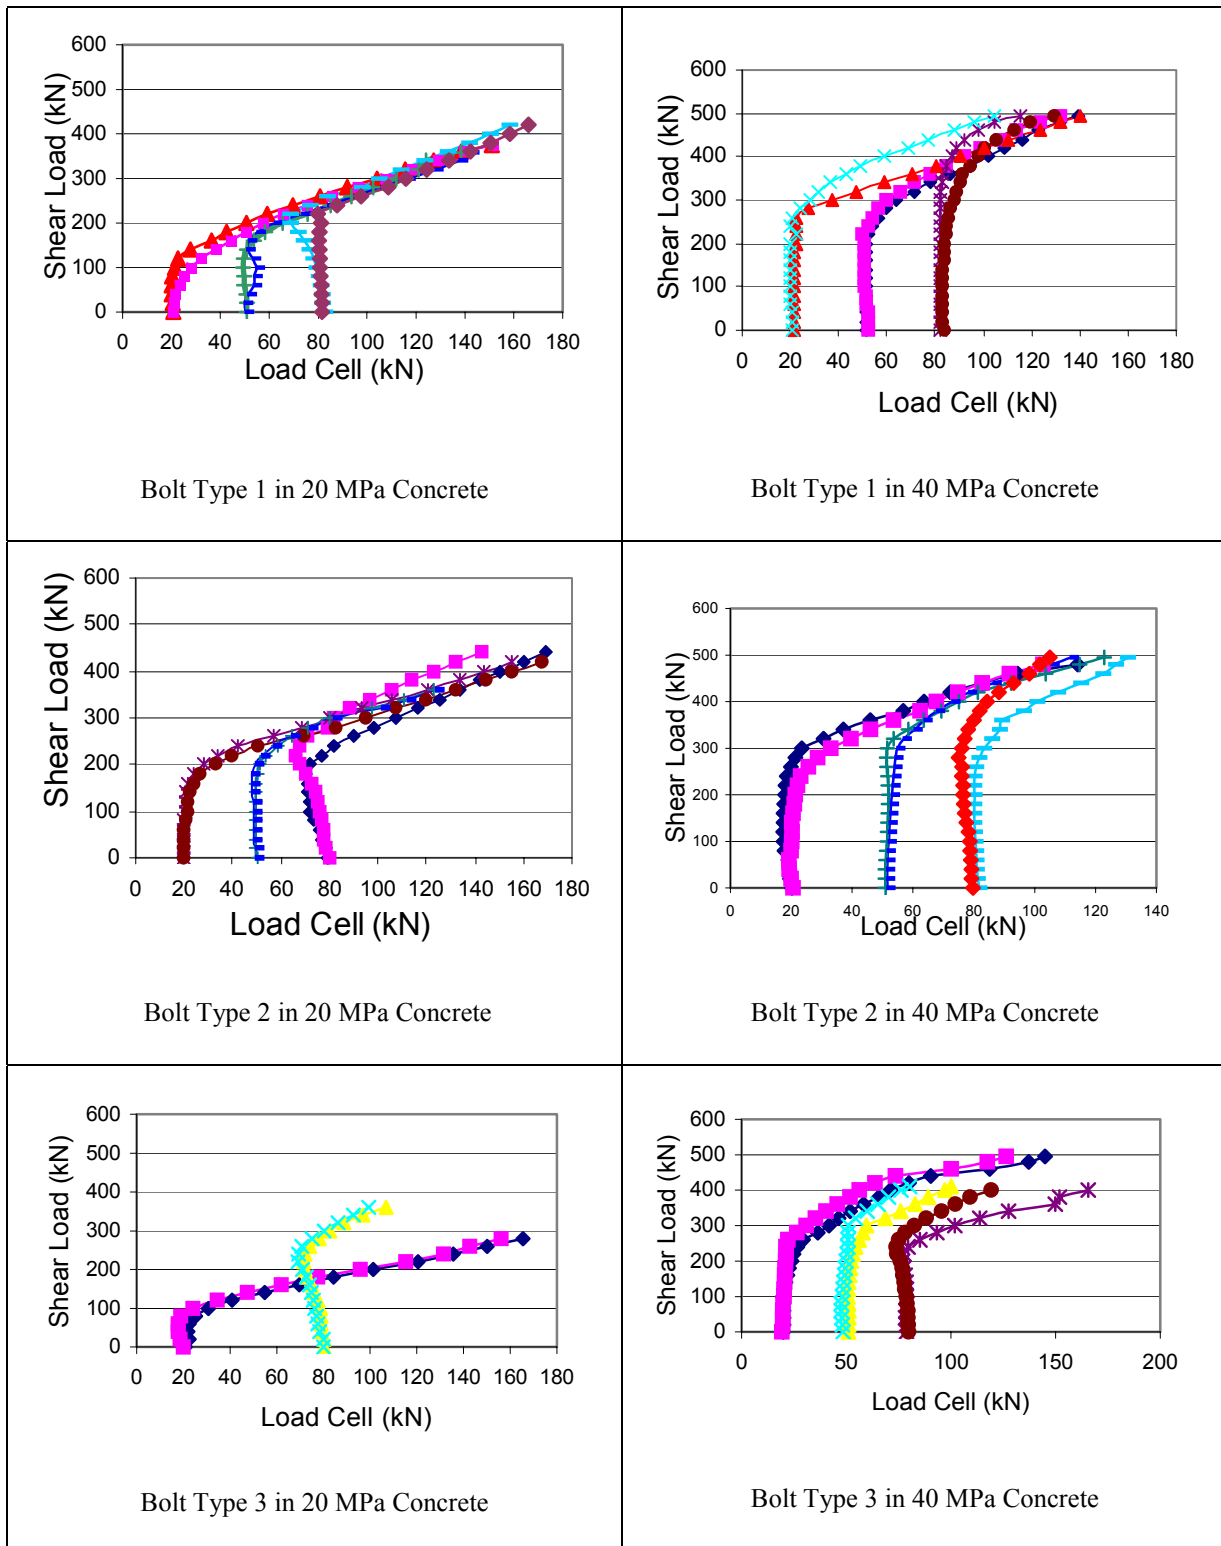 600
500
400
300
200
100
0
Shear Load (kN)
0 20 40 60 80 100 120 140 160 180
Load Cell (kN)
Bolt Type 1 in 20 MPa Concrete
600
500
400
300
200
100
0
Shear Load (kN)
0 20 40 60 80 100 120 140 160 180
Load Cell (kN)
Bolt Type 1 in 40 MPa Concrete
600
500
400
300
200
100
0
Shear Load (kN)
0 20 40 60 80 100 120 140 160 180
Load Cell (kN)
Bolt Type 2 in 20 MPa Concrete
600
500
400
300
200
100
0
Shear Load (kN)
0 20 40 60 80 100 120 140
Load Cell (kN)
Bolt Type 2 in 40 MPa Concrete
600
500
400
300
200
100
0
Shear Load (kN)
0 20 40 60 80 100 120 140 160 180
Load Cell (kN)
Bolt Type 3 in 20 MPa Concrete
600
500
400
300
200
100
0
Shear Load (kN)
0 50 100 150 200
Load Cell (kN)
Bolt Type 3 in 40 MPa Concrete